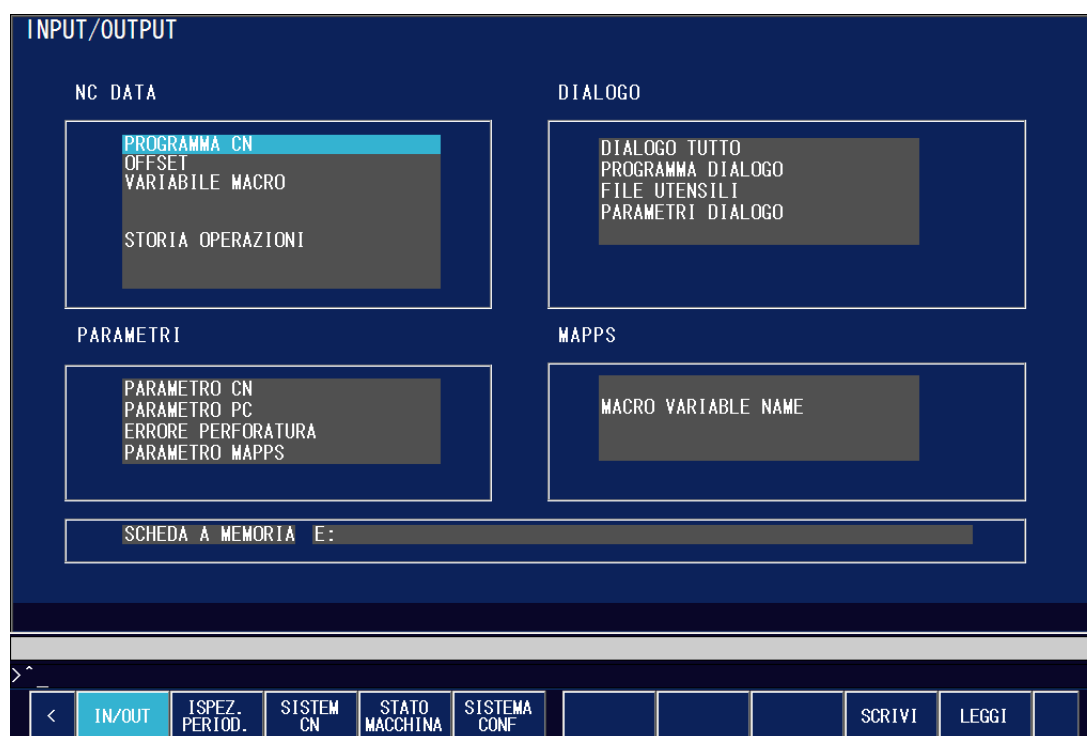 INPUT/OUTPUT
NC DATA
PROGRAMMA CN
OFFSET
VARIABILE MACRO
STORIA OPERAZIONI
DIALOGO
DIALOGO TUTTO
PROGRAMMA DIALOGO
FILE UTENSILI
PARAMETRI DIALOGO
PARAMETRI
PARAMETRO CN
PARAMETRO PC
ERRORE PERFORATURA
PARAMETRO MAPPS
MAPPS
MACRO VARIABLE NAME
SCHEDA A MEMORIA E:
>^_
< IN/OUT ISPEZ. PERIOD. SISTEM CN STATO MACCHINA SISTEMA CONF SCRIVI LEGGI